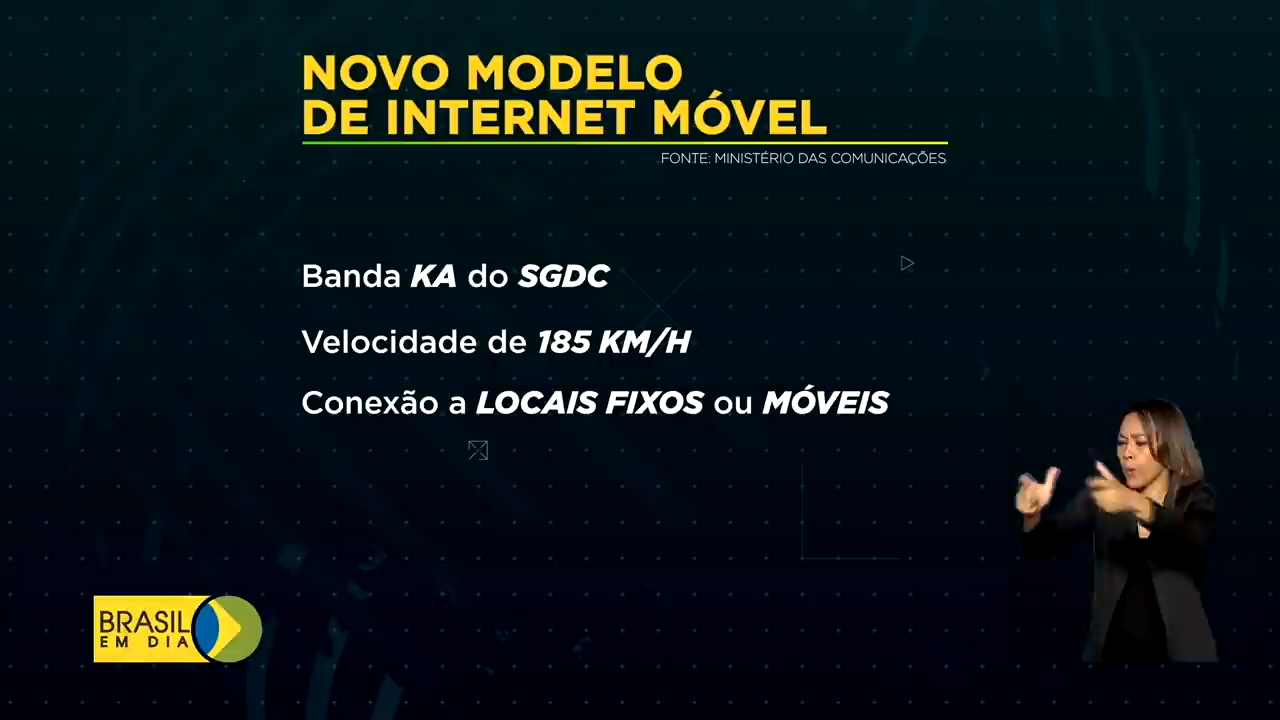 NOVO MODELO
DE INTERNET MÓVEL
FONTE: MINISTÉRIO DAS COMUNICAÇÕES
Banda KA do SGDC
Velocidade de 185 KM/H
Conexão a LOCAIS FIXOS ou MÓVEIS
BRASIL
EM DIA